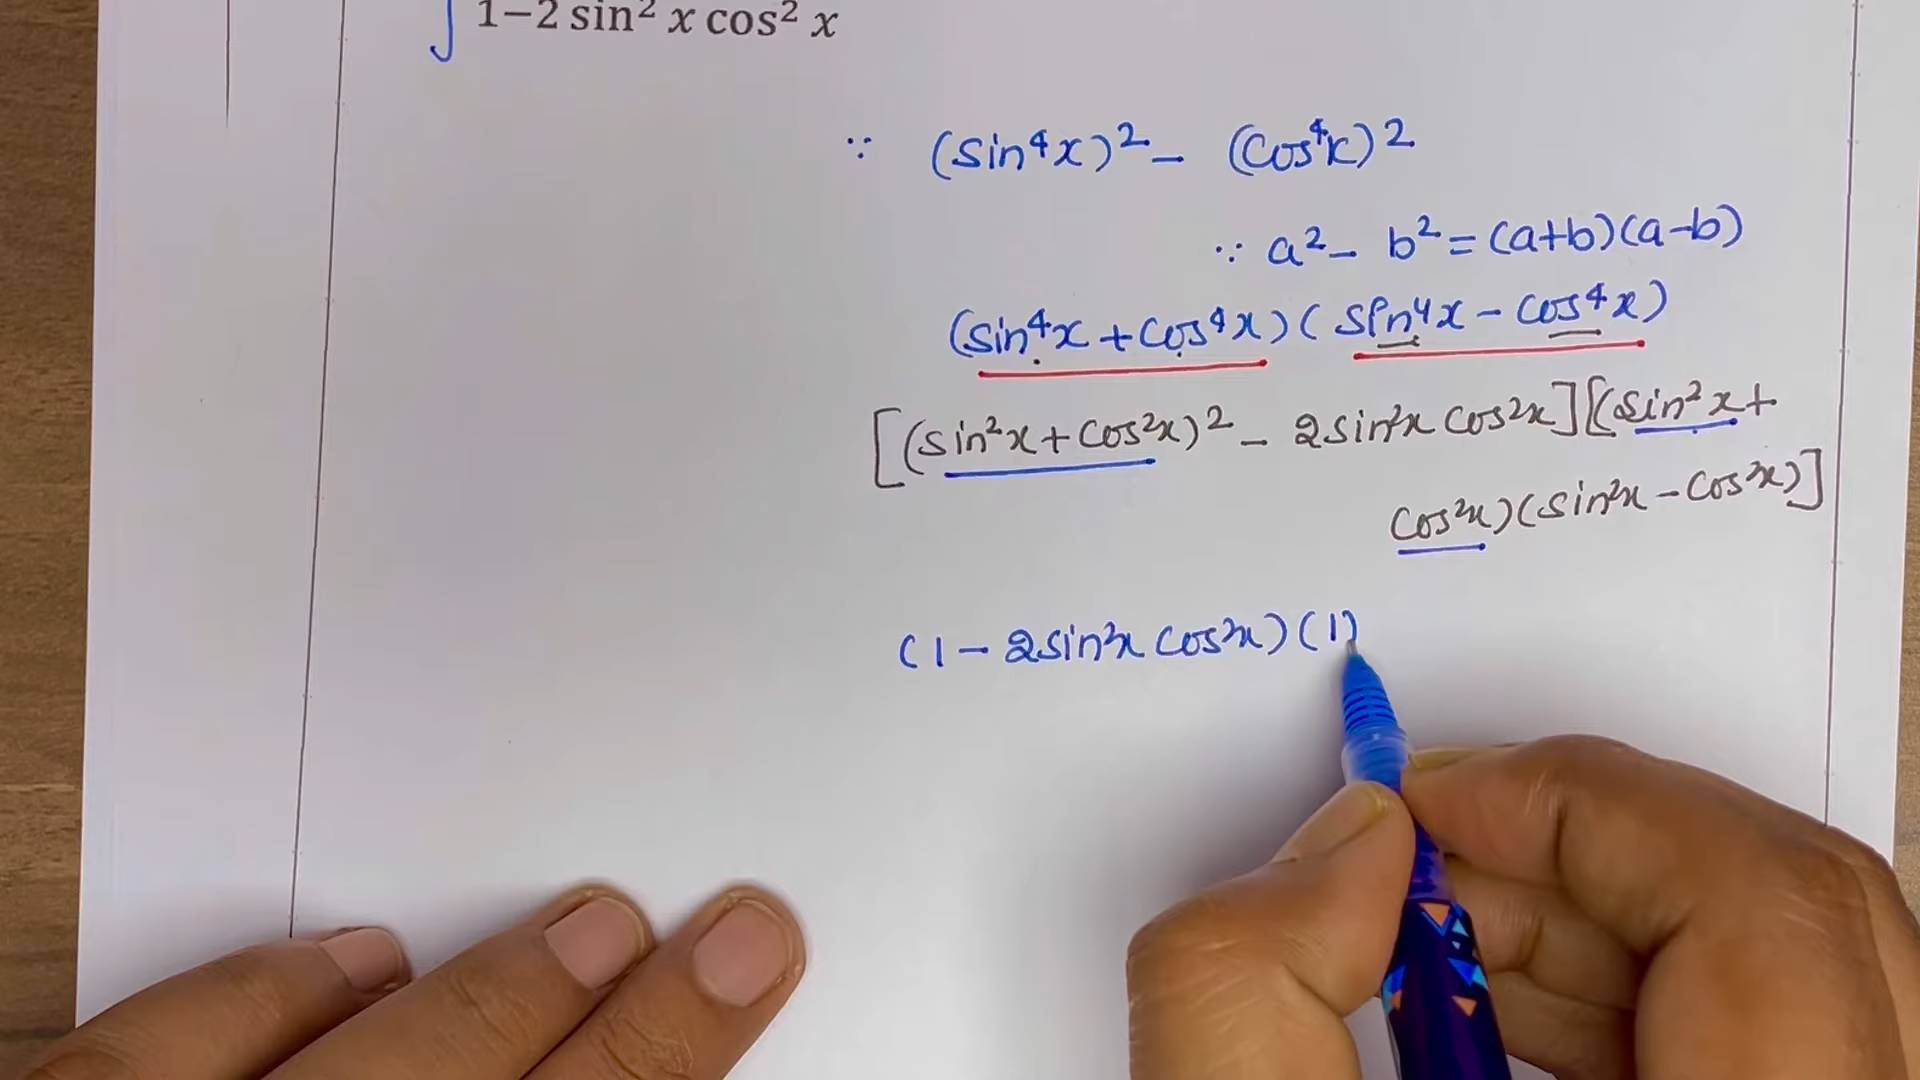 ∫ 1−2 sin² x cos² x
∵ (sin⁴x)² − (cos⁴x)²
∵ a² − b² = (a+b)(a−b)
(sin⁴x + cos⁴x)(sin⁴x − cos⁴x)
[(sin²x + cos²x)² − 2sin²x cos²x][(sin²x +
cos²x)(sin²x − cos²x)]
(1 − 2sin²x cos²x)(1)